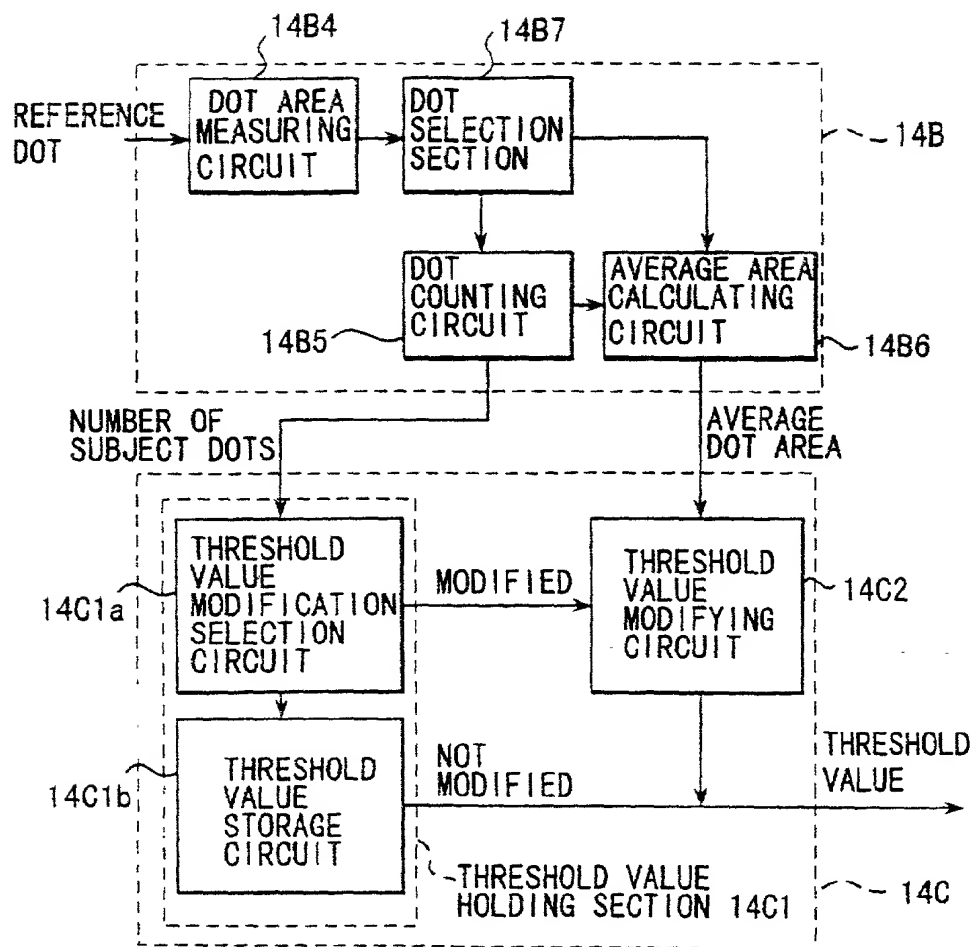 14B4
14B7
REFERENCE
DOT
DOT AREA
MEASURING
CIRCUIT
DOT
SELECTION
SECTION
14B
DOT
COUNTING
CIRCUIT
AVERAGE AREA
CALCULATING
CIRCUIT
14B5
14B6
NUMBER OF
SUBJECT DOTS
AVERAGE
DOT AREA
THRESHOLD
VALUE
MODIFICATION
SELECTION
CIRCUIT
14C1a
MODIFIED
THRESHOLD
VALUE
MODIFYING
CIRCUIT
14C2
THRESHOLD
VALUE
STORAGE
CIRCUIT
14C1b
NOT
MODIFIED
THRESHOLD
VALUE
THRESHOLD VALUE
HOLDING SECTION 14C1
14C